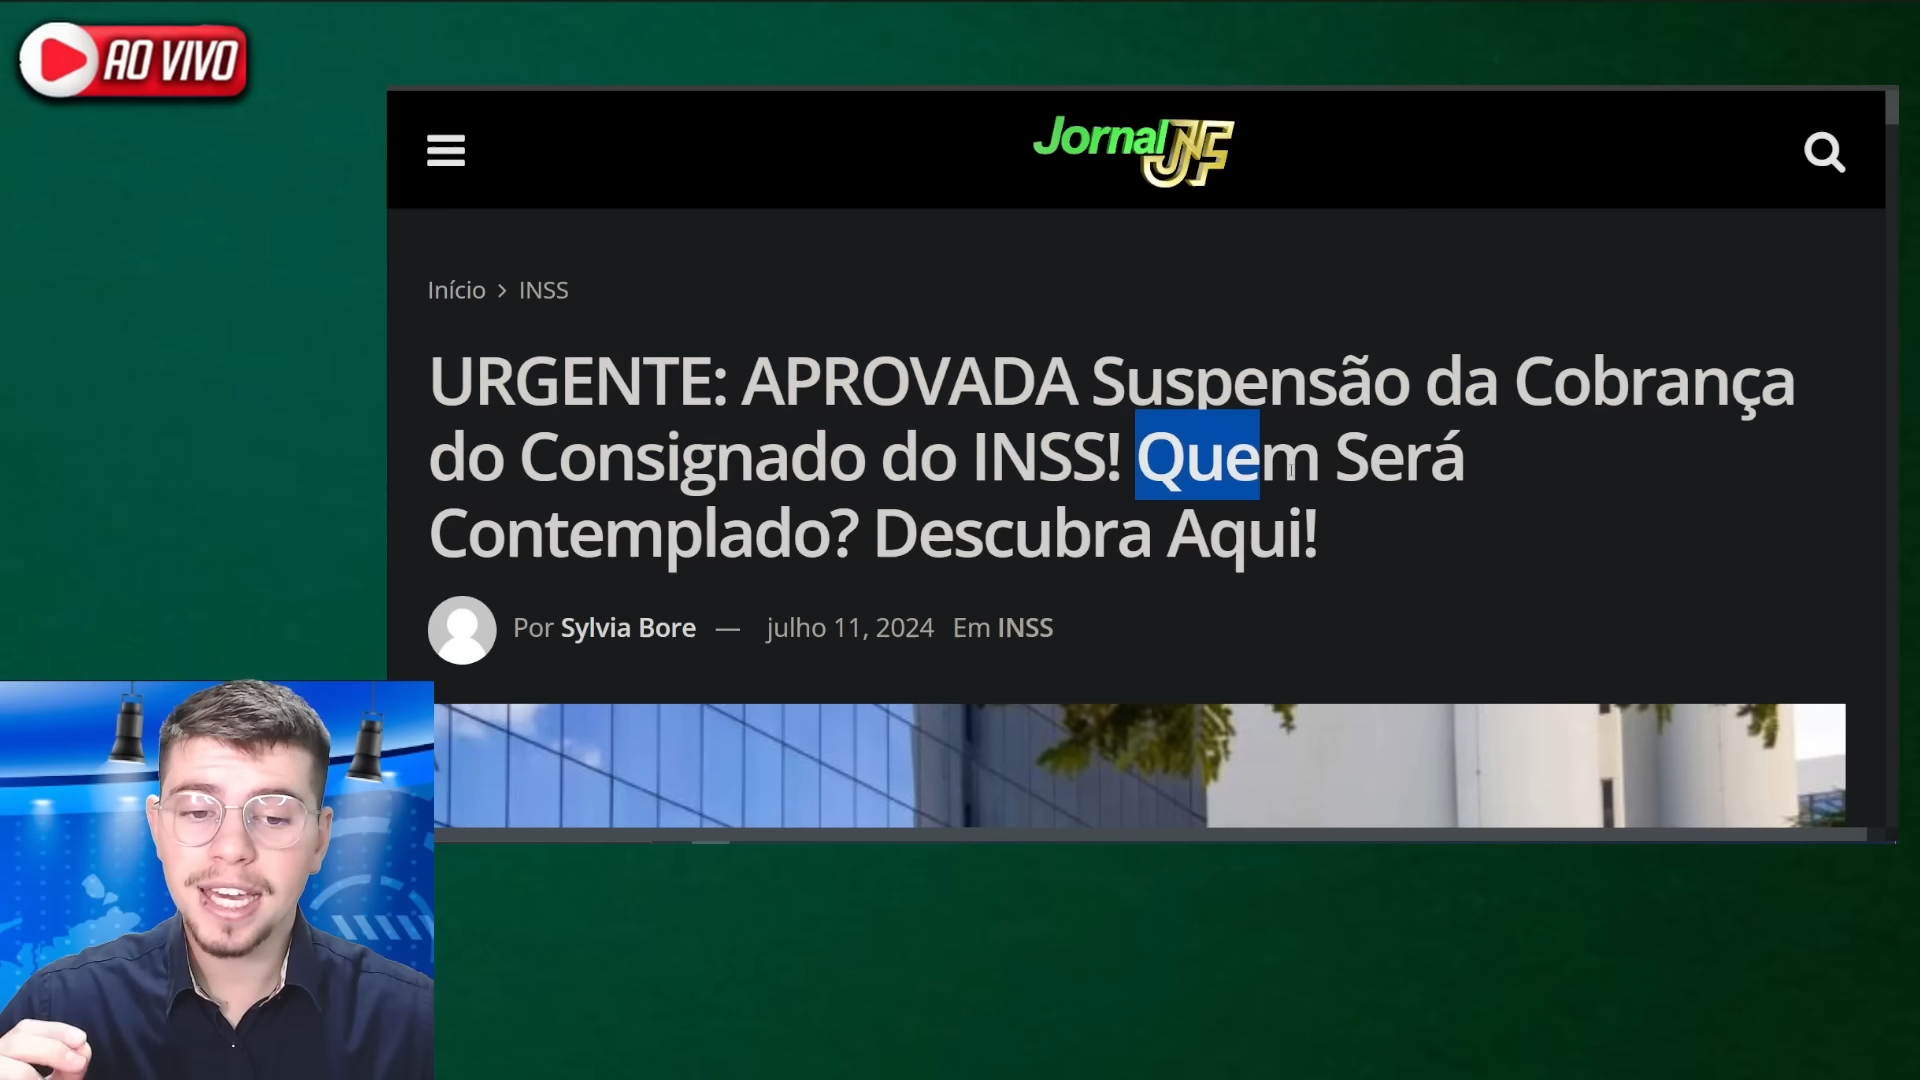 AO VIVO
Jornal JNF
Início > INSS
URGENTE: APROVADA Suspensão da Cobrança
do Consignado do INSS! Quem Será
Contemplado? Descubra Aqui!
Por Sylvia Bore — julho 11, 2024 Em INSS